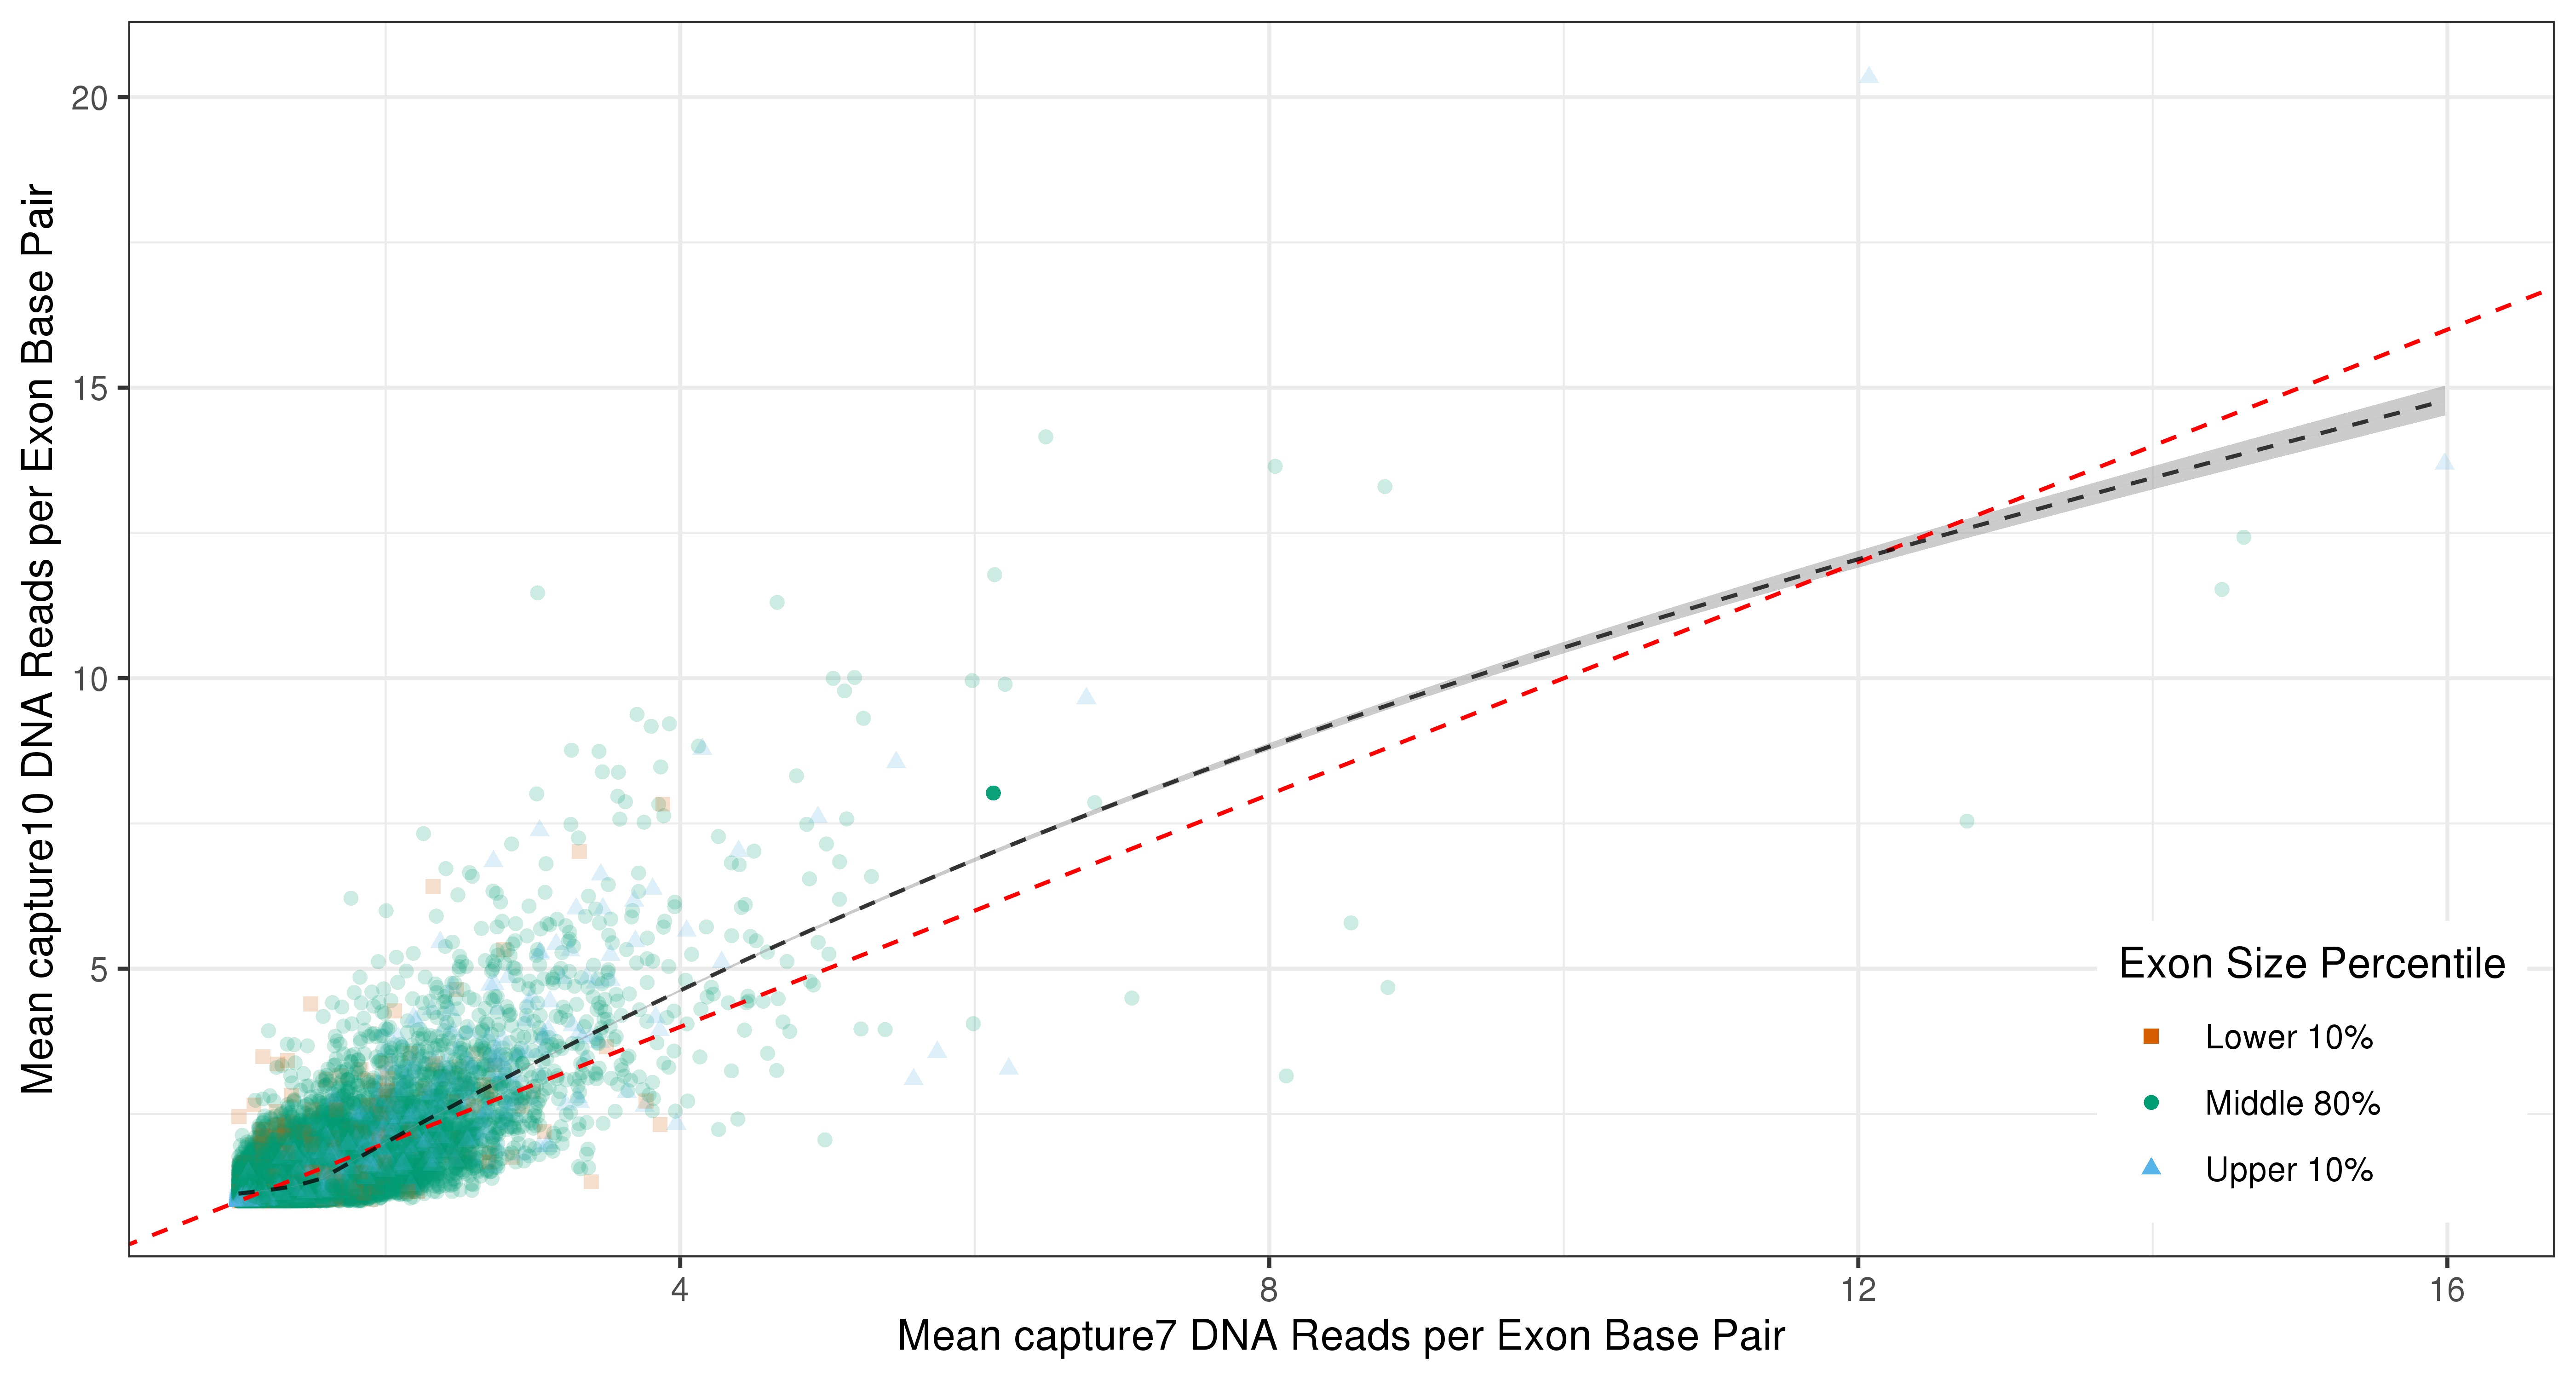 20
15
10
5
4
8
12
16
Mean capture10 DNA Reads per Exon Base Pair
Mean capture7 DNA Reads per Exon Base Pair
Exon Size Percentile
Lower 10%
Middle 80%
Upper 10%